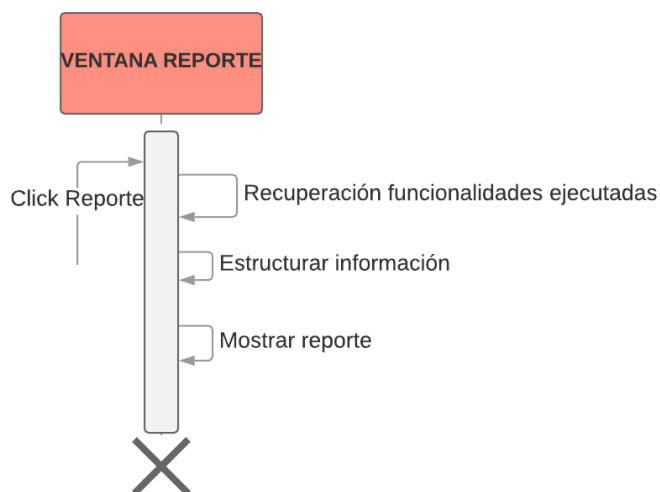 VENTANA REPORTE
Click Reporte
Recuperación funcionalidades ejecutadas
Estructurar información
Mostrar reporte